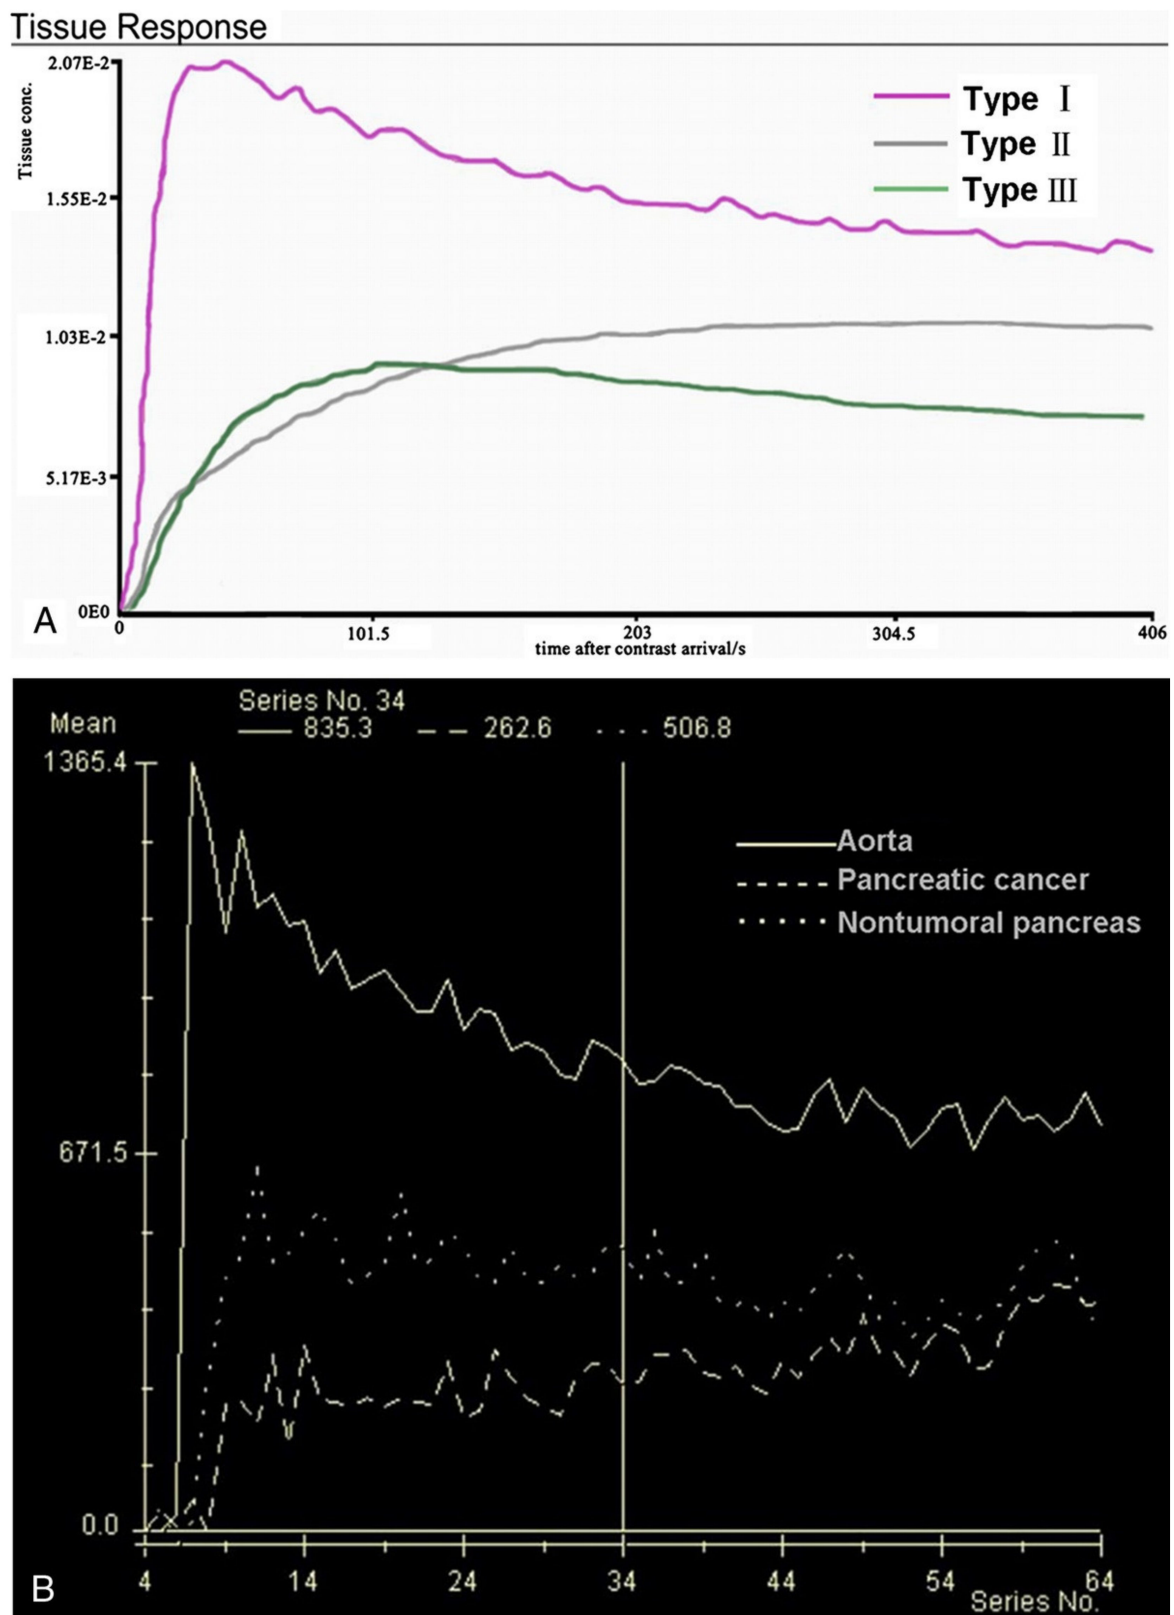 Tissue Response
Tissue conc.
2.07E-2
1.55E-2
1.03E-2
5.17E-3
0E0
Type I
Type II
Type III
A
0 101.5 203 304.5 406
time after contrast arrival/s
Series No. 34
Mean 835.3 262.6 506.8
1365.4
671.5
0.0
Aorta
Pancreatic cancer
Nontumoral pancreas
B
4 14 24 34 44 54 64
Series No.